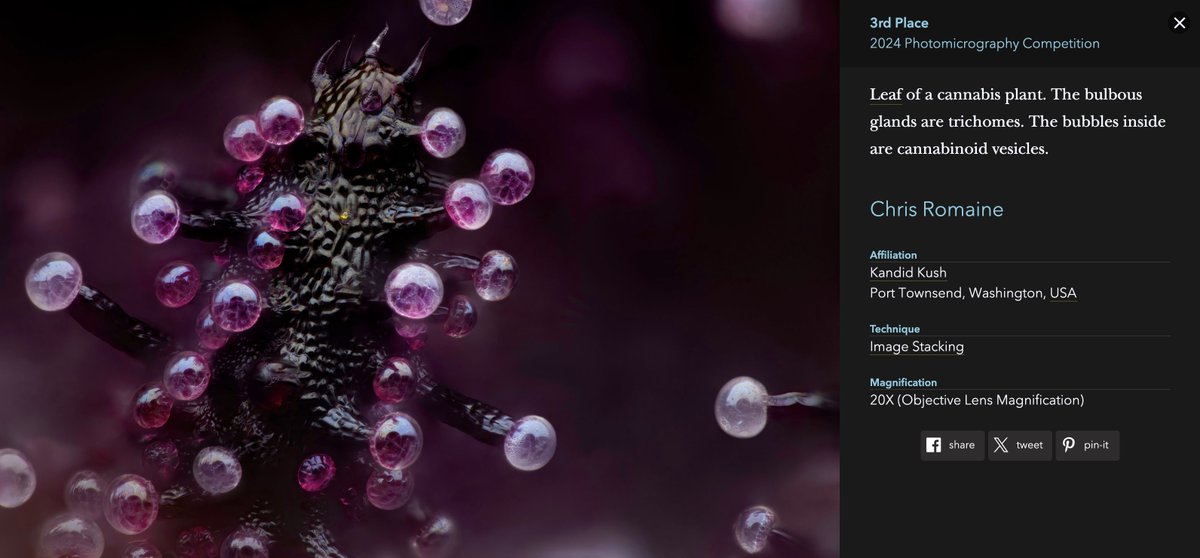 3rd Place
2024 Photomicrography Competition
Leaf of a cannabis plant. The bulbous
glands are trichomes. The bubbles inside
are cannabinoid vesicles.
Chris Romaine
Affiliation
Kandid Kush
Port Townsend, Washington, USA
Technique
Image Stacking
Magnification
20X (Objective Lens Magnification)
share tweet pin-it